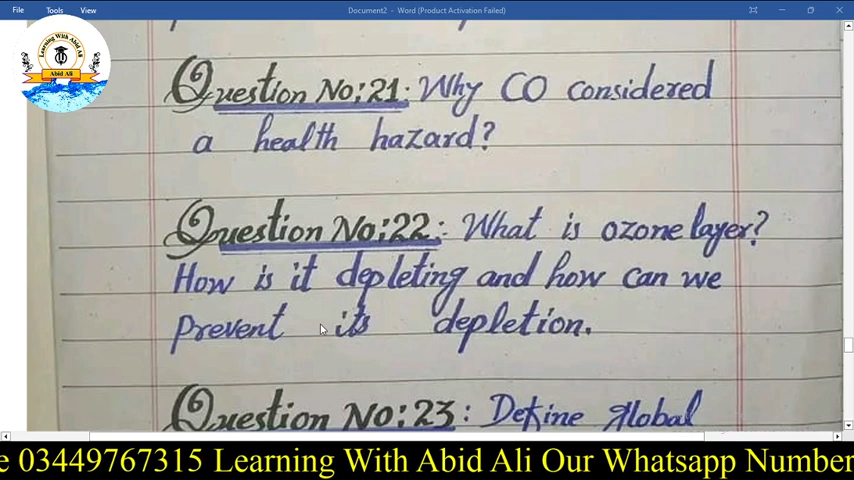 File Tools View
Document2 - Word (Product Activation Failed)
Learning With Abid Ali
Abid Ali
Question No:21. Why CO considered
a health hazard?
Question No:22: What is ozone layer?
How is it depleting and how can we
prevent its depletion.
Question No:23: Define global
e 03449767315 Learning With Abid Ali Our Whatsapp Number